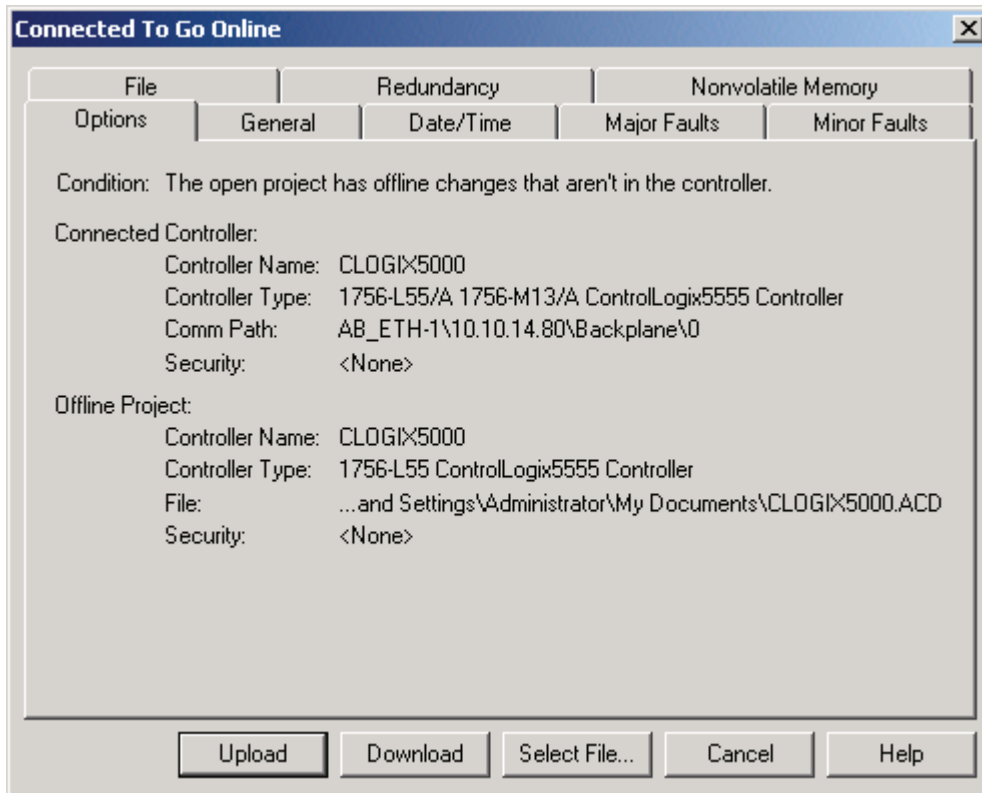 Connected To Go Online
File Redundancy Nonvolatile Memory
Options General Date/Time Major Faults Minor Faults
Condition: The open project has offline changes that aren't in the controller.
Connected Controller:
Controller Name: CLOGIX5000
Controller Type: 1756-L55/A 1756-M13/A ControlLogix5555 Controller
Comm Path: AB_ETH-1\10.10.14.80\Backplane\0
Security: <None>
Offline Project:
Controller Name: CLOGIX5000
Controller Type: 1756-L55 ControlLogix5555 Controller
File: ...and Settings\Administrator\My Documents\CLOGIX5000.ACD
Security: <None>
Upload Download Select File... Cancel Help